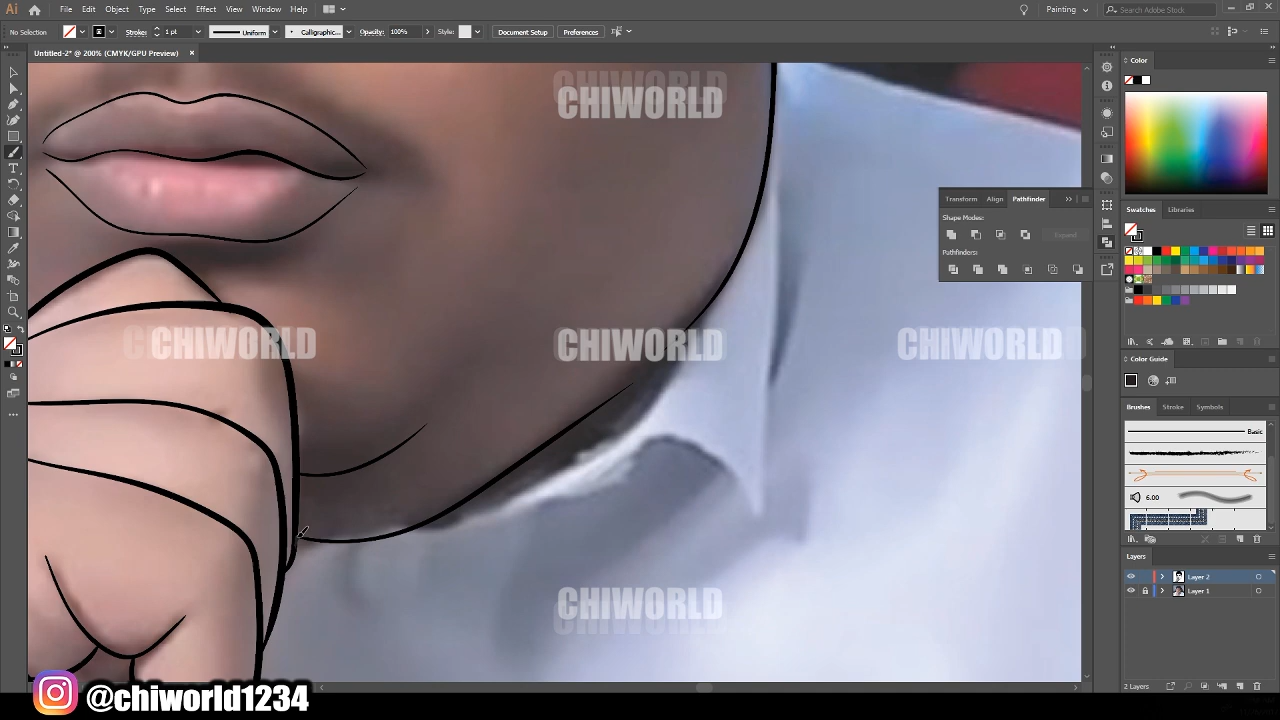 Ai File Edit Object Type Select Effect View Window Help Painting Search Adobe Stock
No Selection Stroke: 1 pt Uniform Calligraphic... Opacity: 100% Style: Document Setup Preferences
Untitled-2* @ 200% (CMYK/GPU Preview)
Color
CHIWORLD
Transform Align Pathfinder
Shape Modes:
Expand
Pathfinders:
Swatches Libraries
CHIWORLD CHIWORLD CHIWORLD
Color Guide
Brushes Stroke Symbols
Basic
6.00
Layers
Layer 2
Layer 1
CHIWORLD
2 Layers
@chiworld1234